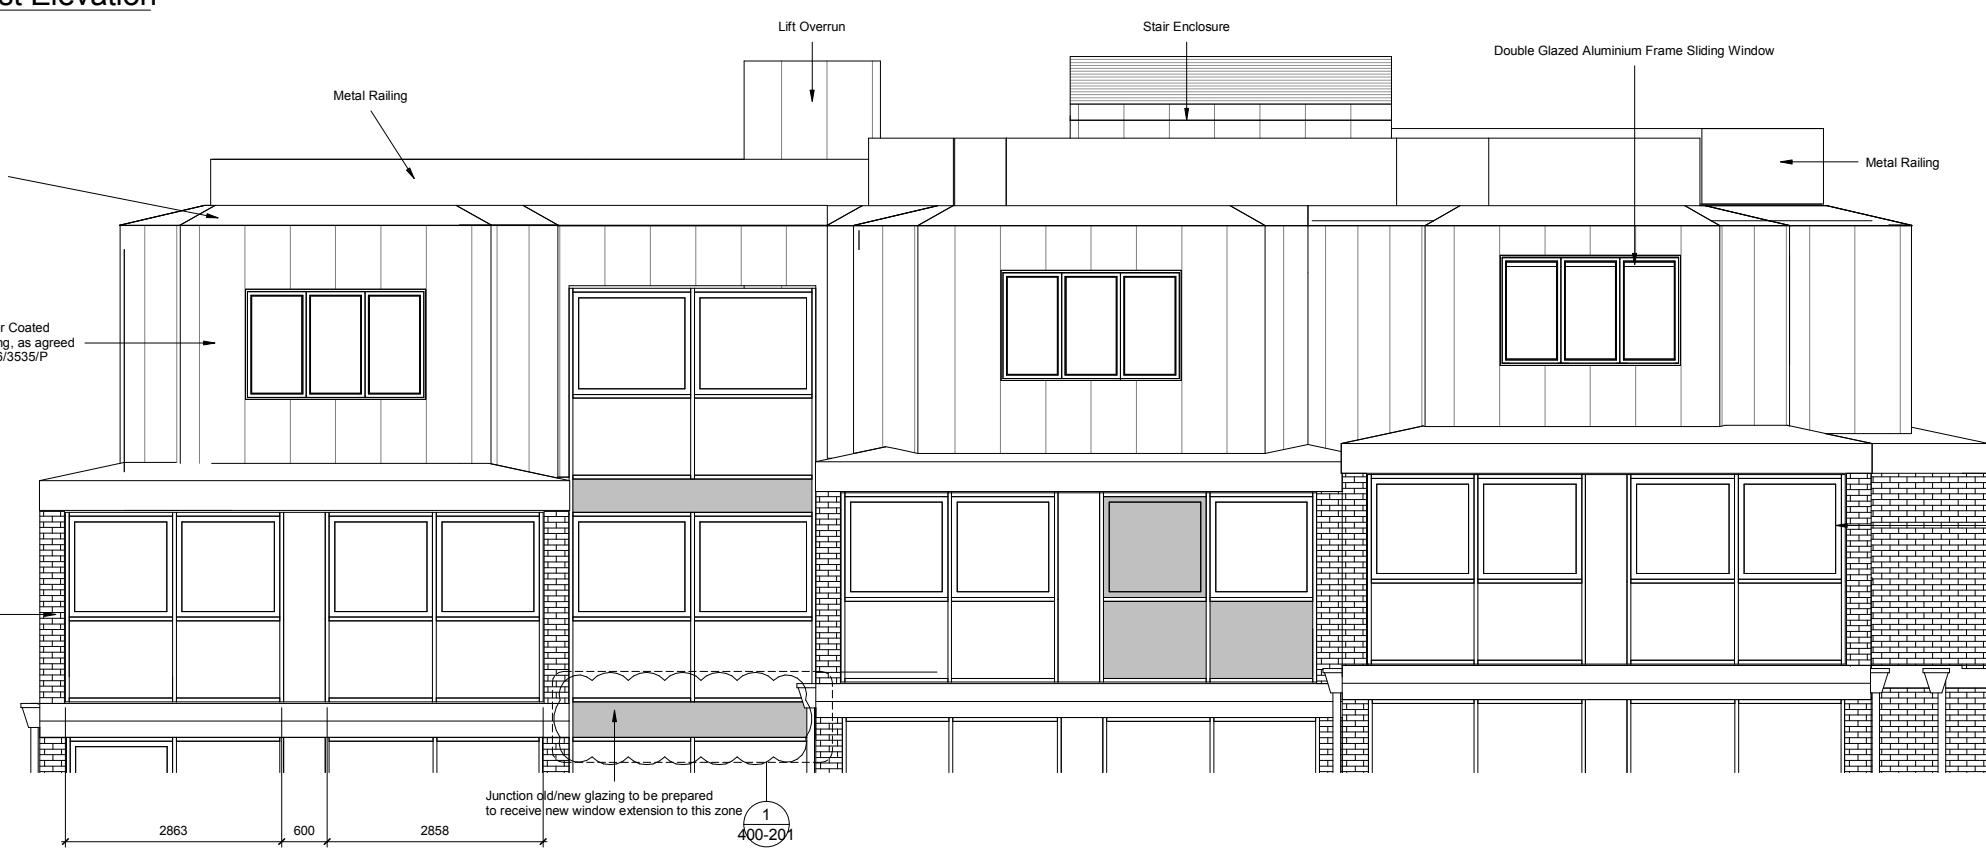 Elevation
Lift Overrun
Stair Enclosure
Double Glazed Aluminium Frame Sliding Window
Metal Railing
Metal Railing
r Coated
ng, as agreed
6/3535/P
Junction old/new glazing to be prepared
to receive new window extension to this zone
1
400-201
2863
600
2858